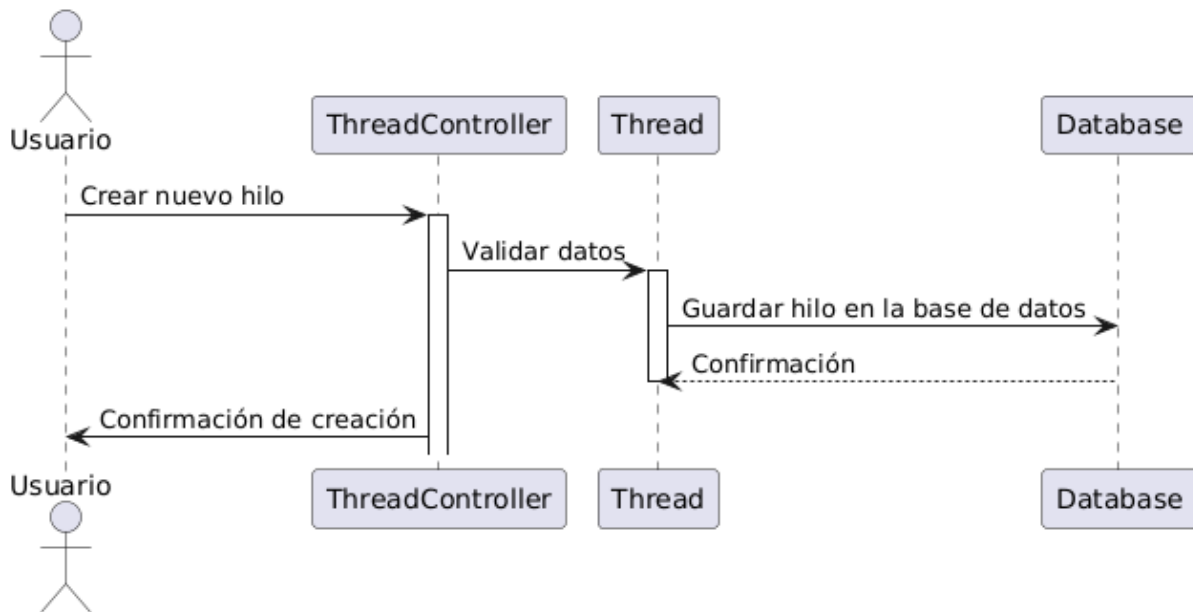 Usuario
ThreadController
Thread
Database
Crear nuevo hilo
Validar datos
Guardar hilo en la base de datos
Confirmación
Confirmación de creación
Usuario
ThreadController
Thread
Database